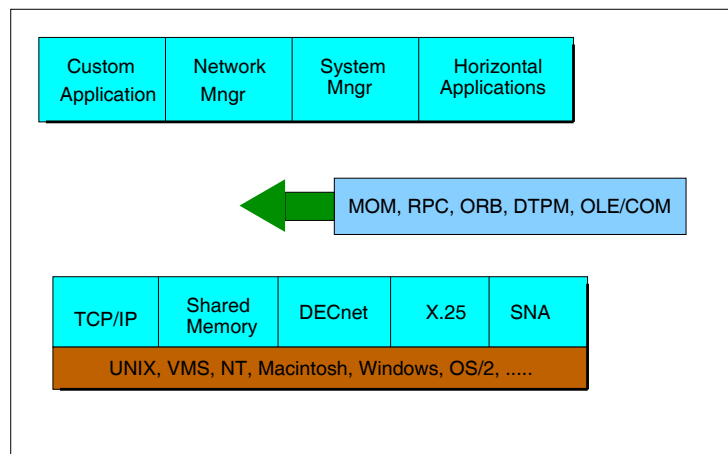 Custom
Application
Network
Mngr
System
Mngr
Horizontal
Applications
MOM, RPC, ORB, DTPM, OLE/COM
TCP/IP
Shared
Memory
DECnet
X.25
SNA
UNIX, VMS, NT, Macintosh, Windows, OS/2, .....